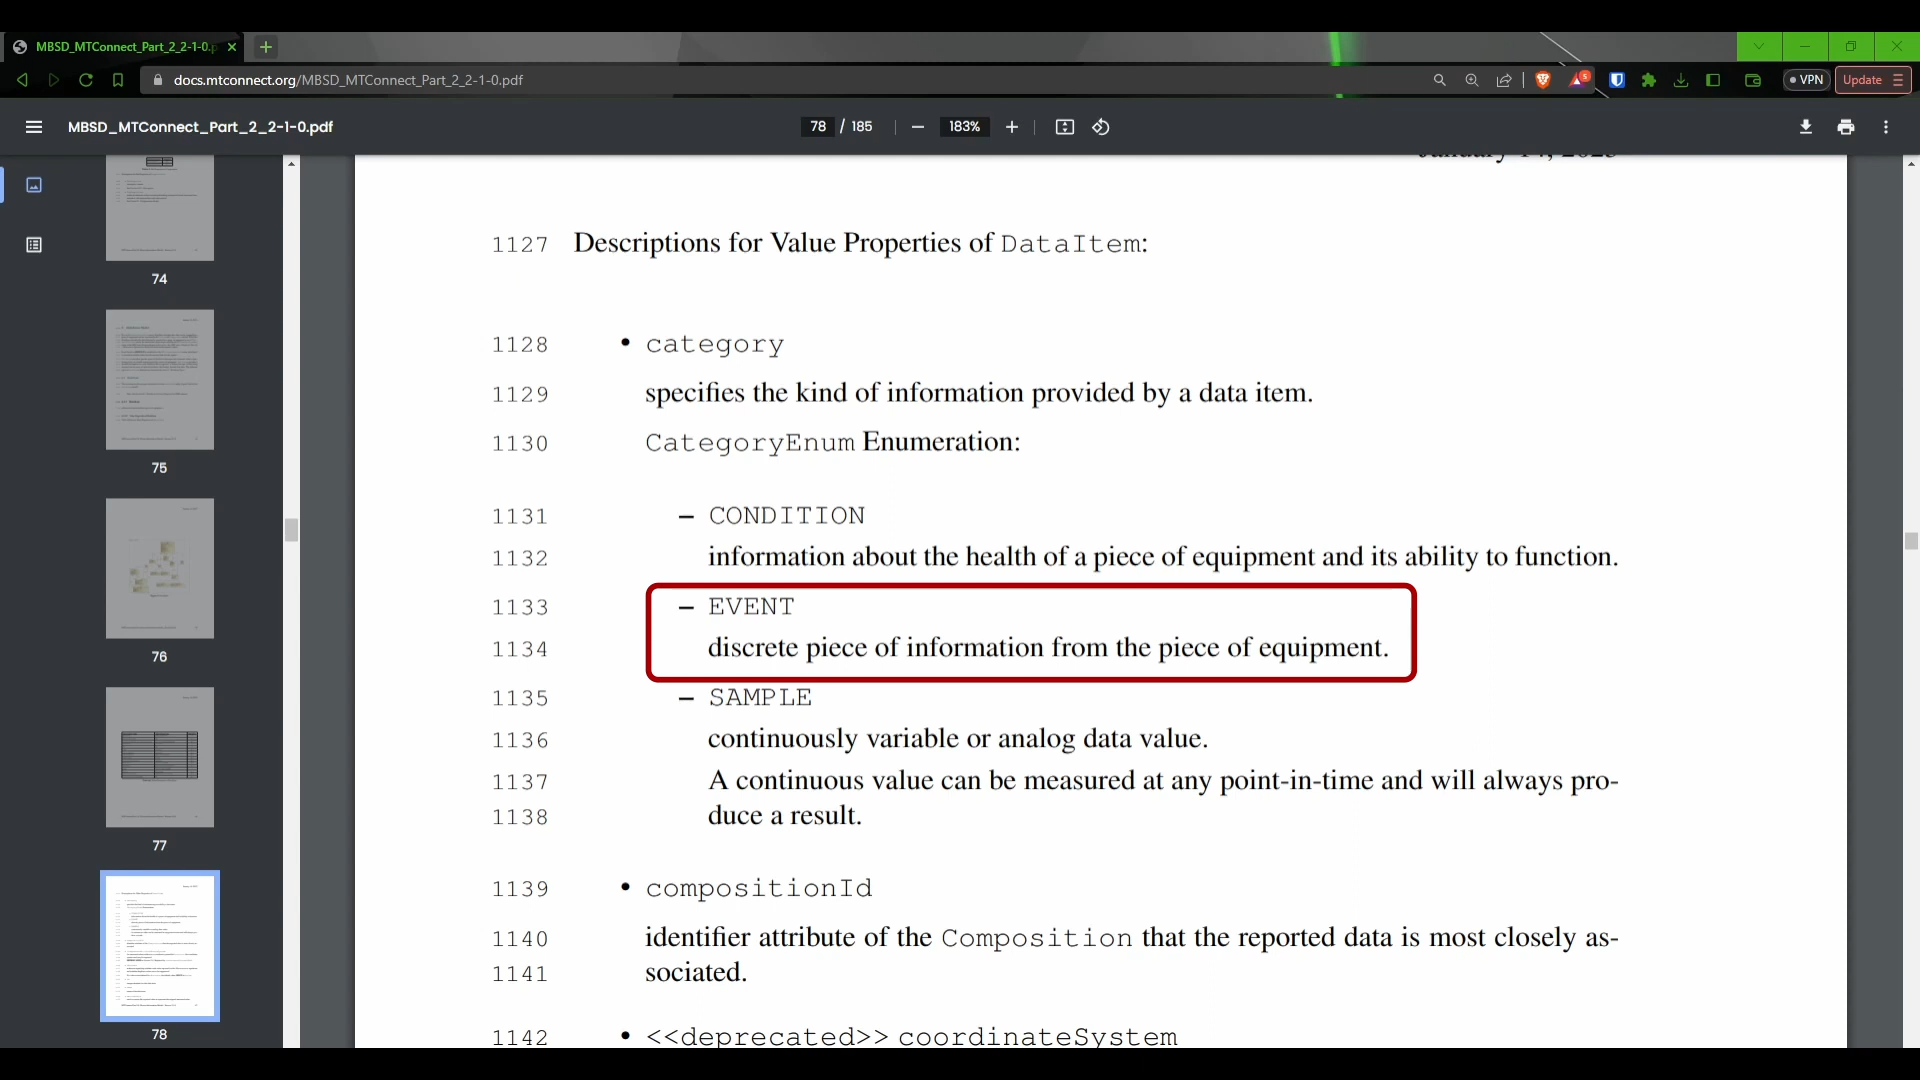 MBSD_MTConnect_Part_2_2-1-0.p
docs.mtconnect.org/MBSD_MTConnect_Part_2_2-1-0.pdf
5
VPN
Update
MBSD_MTConnect_Part_2_2-1-0.pdf
78 / 185
183%
74
75
76
77
78
1127 Descriptions for Value Properties of DataItem:
1128 • category
1129 specifies the kind of information provided by a data item.
1130 CategoryEnum Enumeration:
1131 – CONDITION
1132 information about the health of a piece of equipment and its ability to function.
1133 – EVENT
1134 discrete piece of information from the piece of equipment.
1135 – SAMPLE
1136 continuously variable or analog data value.
1137 A continuous value can be measured at any point-in-time and will always pro-
1138 duce a result.
1139 • compositionId
1140 identifier attribute of the Composition that the reported data is most closely as-
1141 sociated.
1142 • <<deprecated>> coordinateSystem